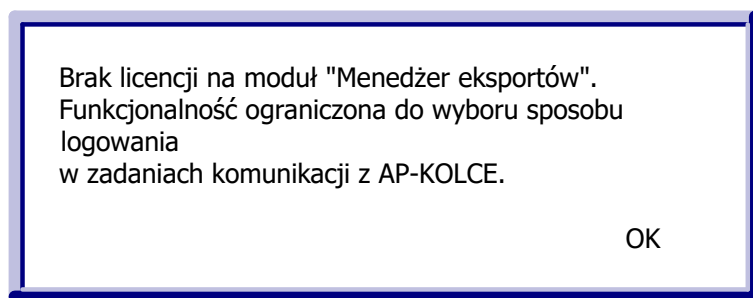 Brak licencji na moduł "Menedżer eksportów".
Funkcjonalność ograniczona do wyboru sposobu
logowania
w zadaniach komunikacji z AP-KOLCE.
OK